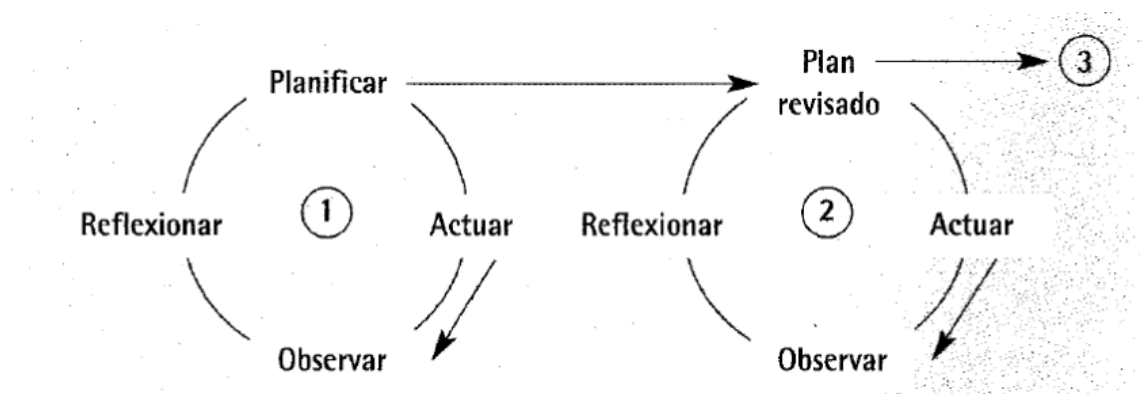 Planificar
Plan
revisado
3
Reflexionar
1
Actuar
Reflexionar
2
Actuar
Observar
Observar